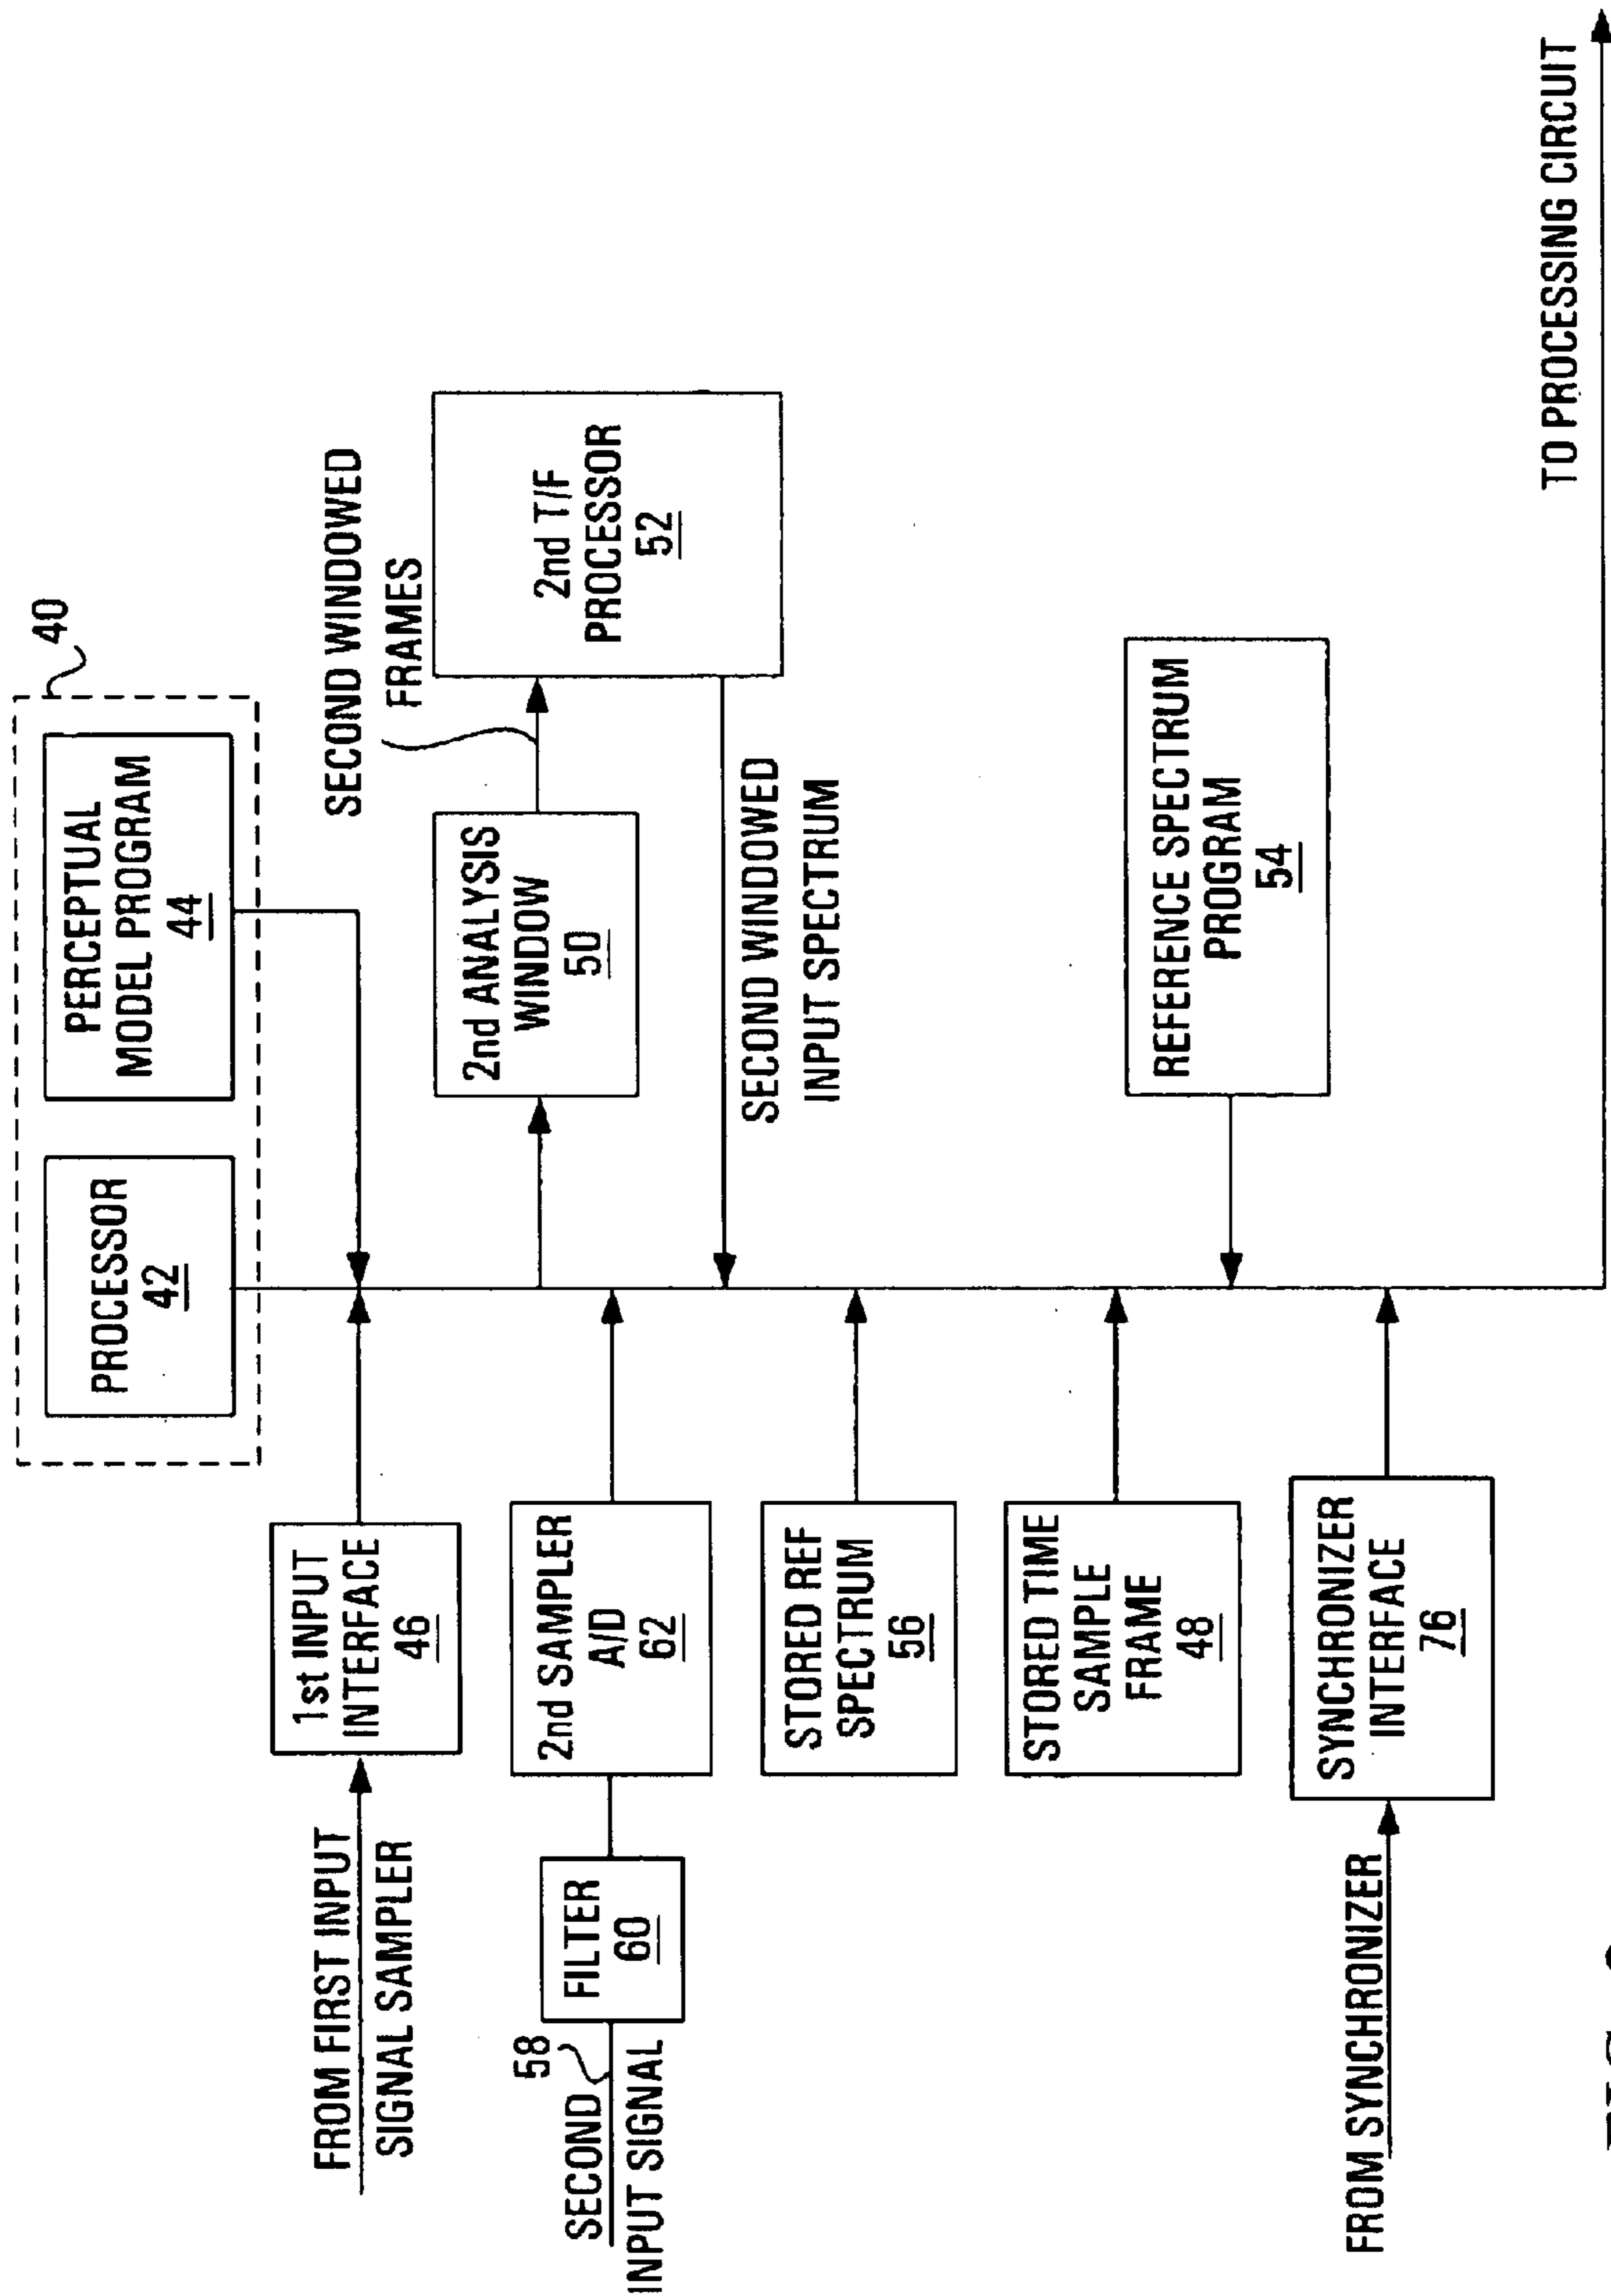 40
PROCESSOR
42
PERCEPTUAL
MODEL PROGRAM
44
FROM FIRST INPUT
SIGNAL SAMPLER
1st INPUT
INTERFACE
46
SECOND WINDOWED
FRAMES
2nd ANALYSIS
WINDOW
50
2nd T/F
PROCESSOR
52
58
SECOND
INPUT SIGNAL
FILTER
60
2nd SAMPLER
A/D
62
SECOND WINDOWED
INPUT SPECTRUM
STORED REF
SPECTRUM
56
STORED TIME
SAMPLE
FRAME
48
REFERENCE SPECTRUM
PROGRAM
54
FROM SYNCHRONIZER
SYNCHRONIZER
INTERFACE
76
TO PROCESSING CIRCUIT